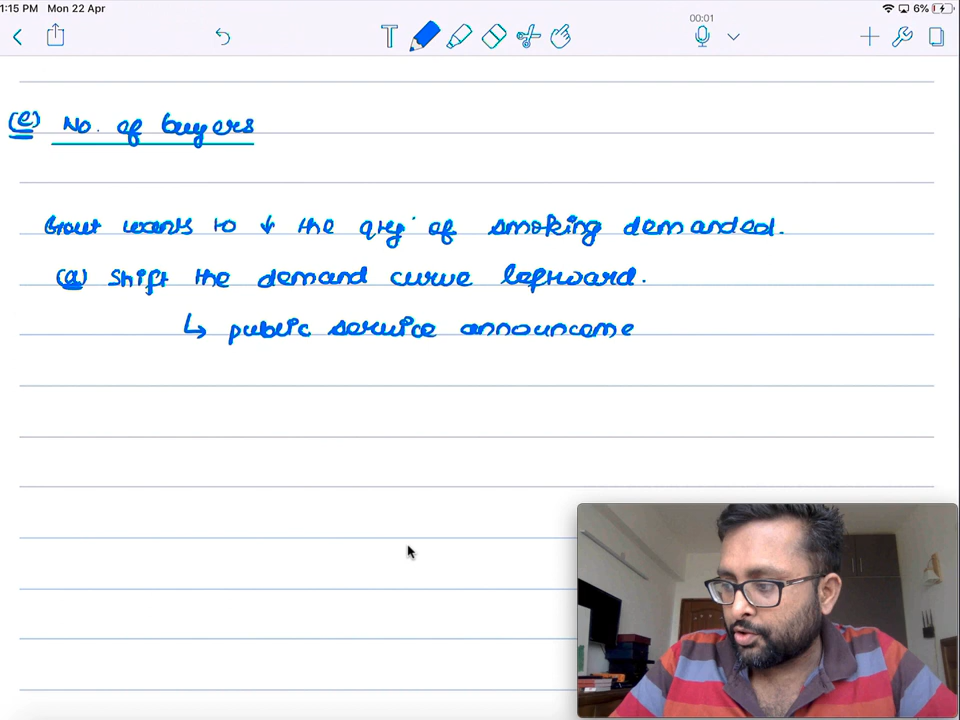 1:15 PM Mon 22 Apr 6%
00:01
T
(e) No. of buyers
Govt wants to ↓ the qty of smoking demanded.
(a) Shift the demand curve leftward.
↳ public service announceme